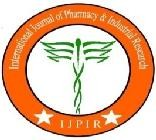 International Journal of Pharmacy & Industrial Research
IJPIR